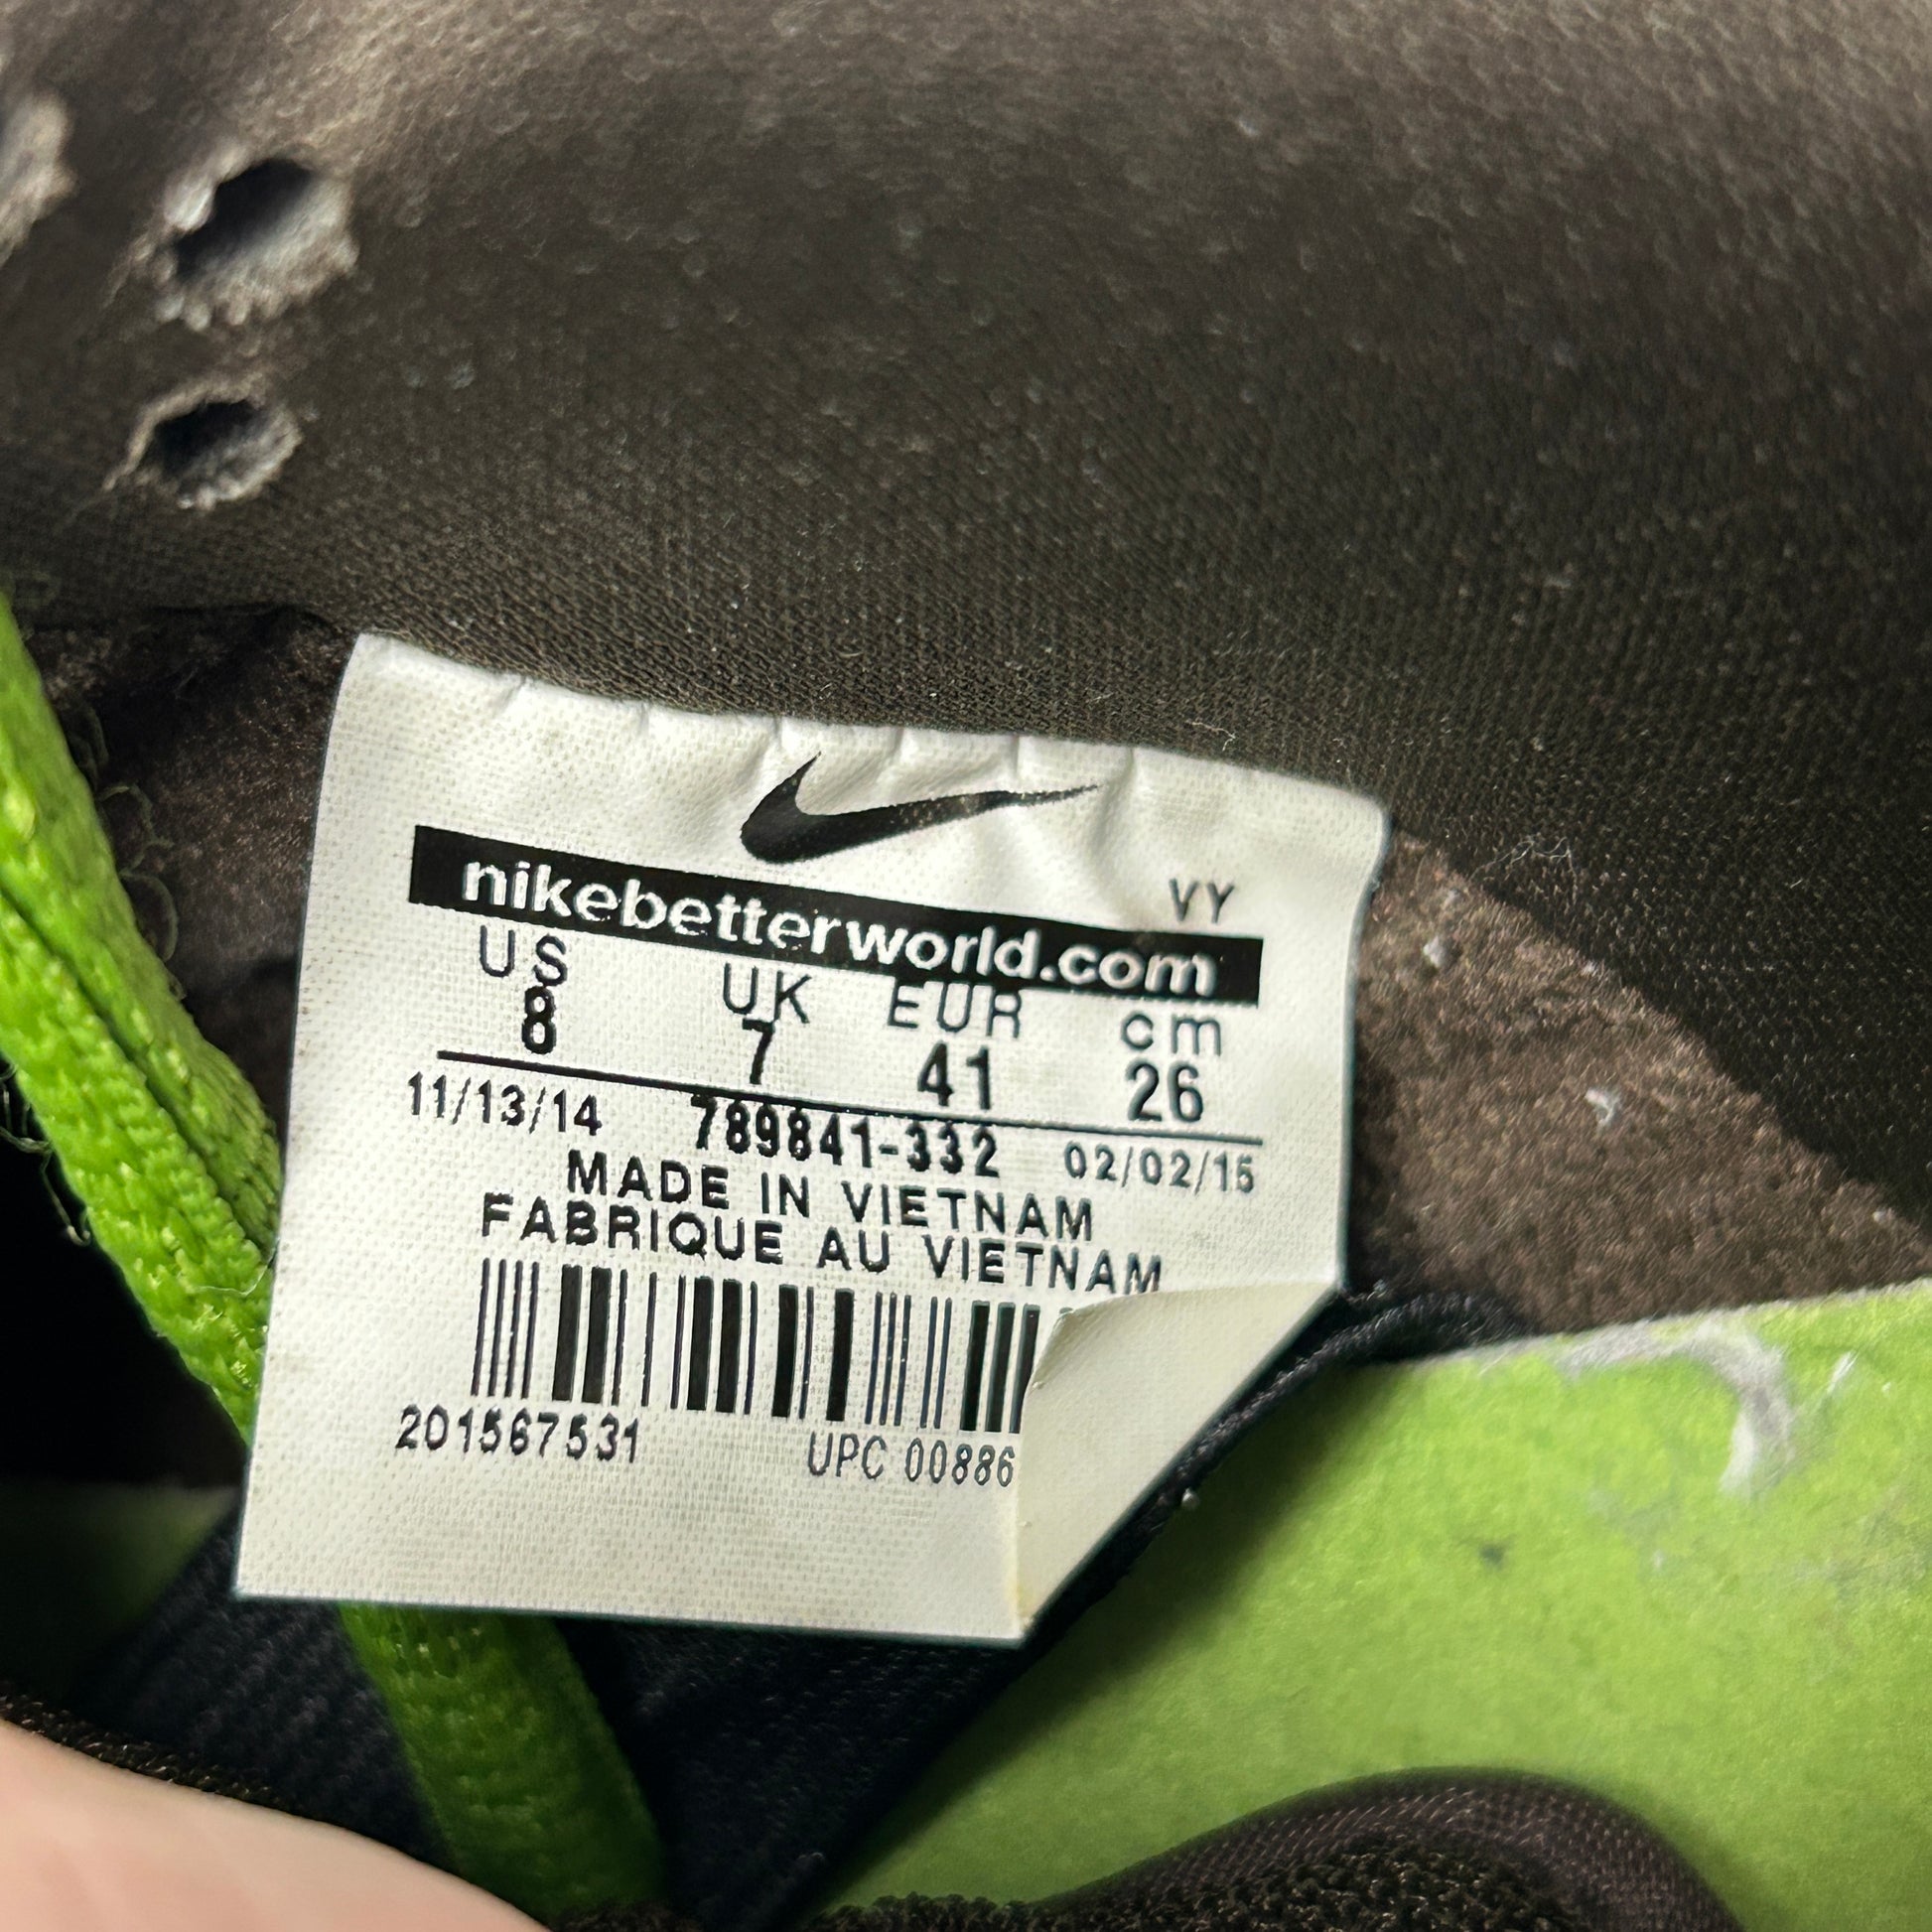 VY
nikebetterworld.com
US UK EUR cm
8 7 41 26
11/13/14 789841-332 02/02/15
MADE IN VIETNAM
FABRIQUE AU VIETNAM
201567531 UPC 00886